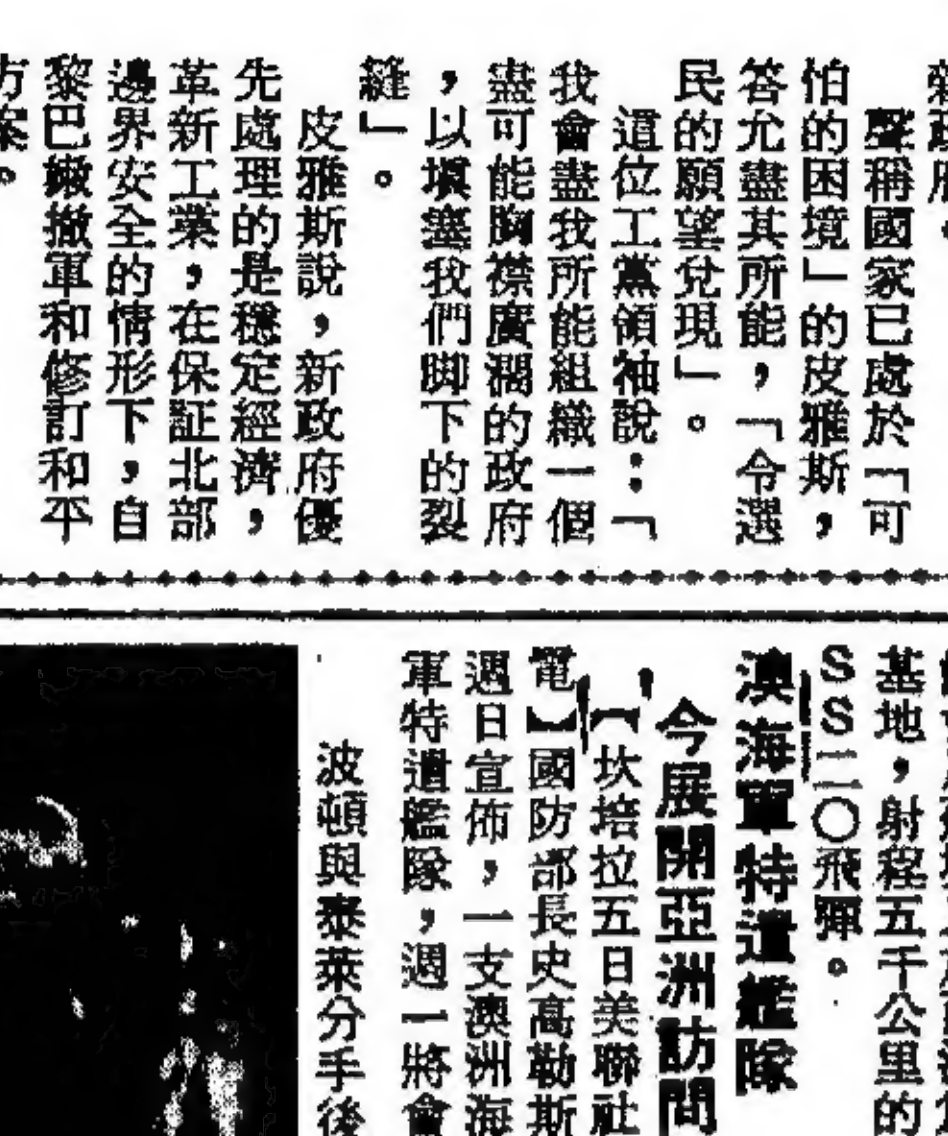 聲稱國家已處於「可
怕的困境」的皮雅斯，
答允盡其所能，「令選
民的願望兌現」。
這位工黨領袖說：「
我會盡我所能組織一個
盡可能胸襟廣濶的政府
，以塡塞我們脚下的裂
縫」。
皮雅斯說，新政府優
先處理的是穩定經濟，
革新工業，在保証北部
邊界安全的情形下，自
黎巴嫩撤軍和修訂和平
方案。
基地，射程五千公里的
SS二〇飛彈。
澳海軍特遣艦隊
今展開亞洲訪問
【坎培拉五日美聯社
電】國防部長史高勒斯
週日宣佈，一支澳洲海
軍特遣艦隊，週一將會
波頓與泰萊分手後